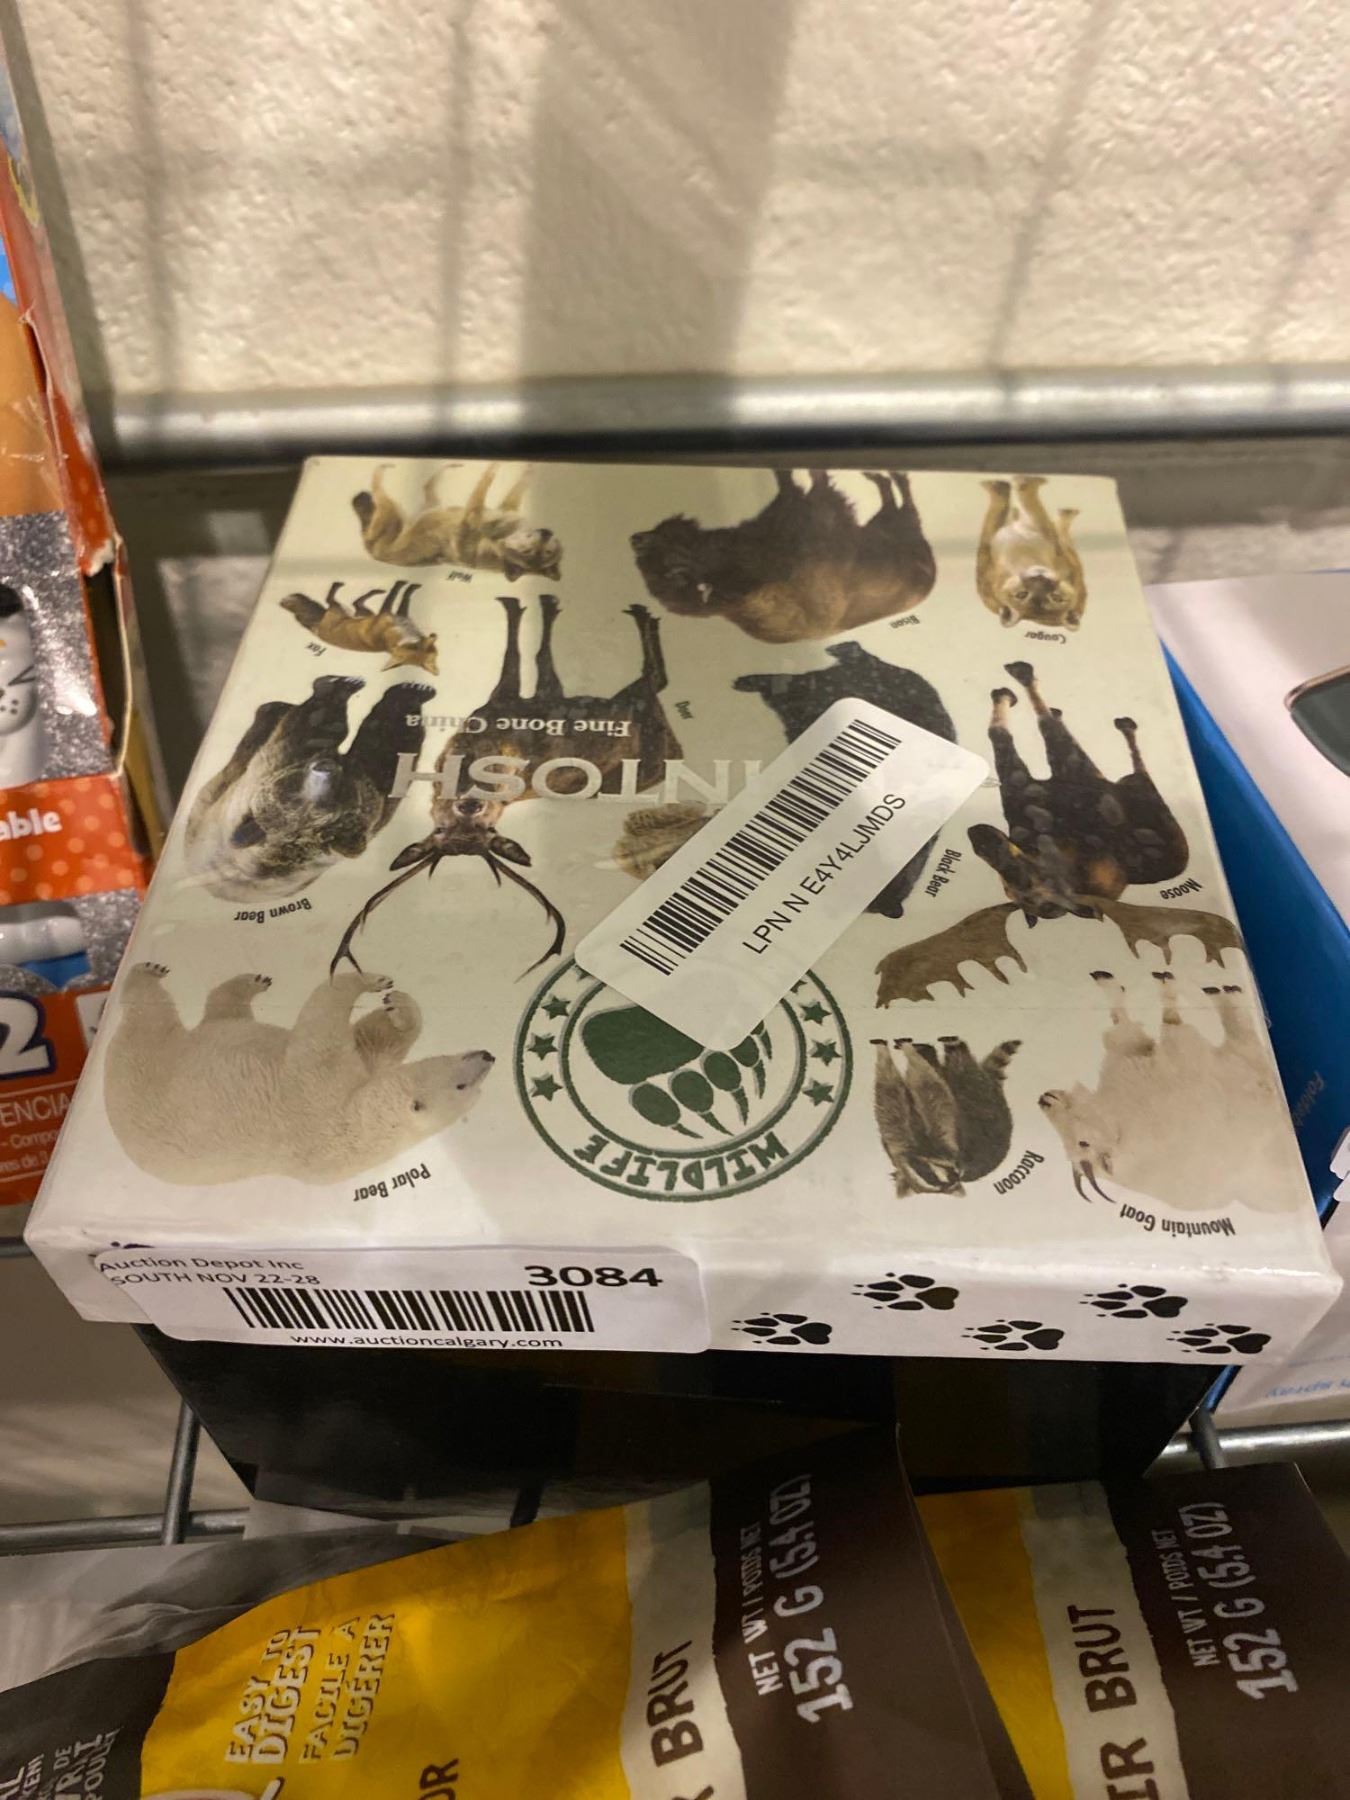 Wolf
Bison
Cougar
Fox
Deer
Fine Bone China
INTOSH
Brown Bear
Black Bear
Moose
LPN N E4Y4LJMDS
Polar Bear
WILDLIFE
Raccoon
Mountain Goat
Auction Depot Inc
SOUTH NOV 22-28
3084
www.auctioncalgary.com
able
2
EASY TO
DIGEST
FACILE À
DIGÉRER
BRUT
NET WT / POIDS NET
152 G (5.4 OZ)
BRUT
NET WT / POIDS NET
152 G (5.4 OZ)